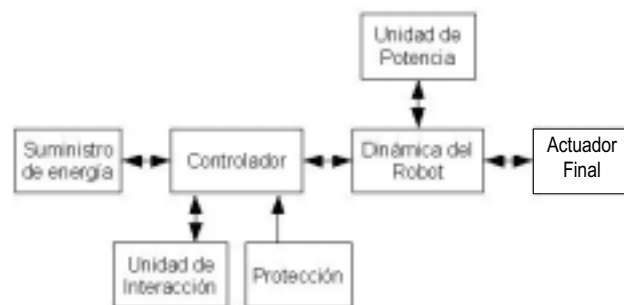 Unidad de
Potencia
Suministro
de energía
Controlador
Dinámica del
Robot
Actuador
Final
Unidad de
Interacción
Protección